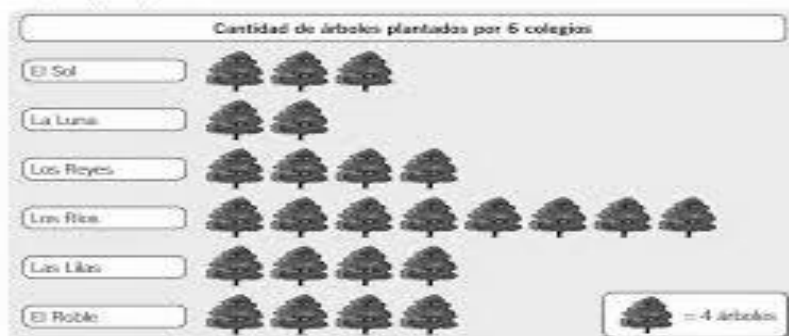 Cantidad de árboles plantados por 6 colegios
El Sol
La Luna
Los Reyes
Los Ríos
Las Lilas
El Roble
= 4 árboles